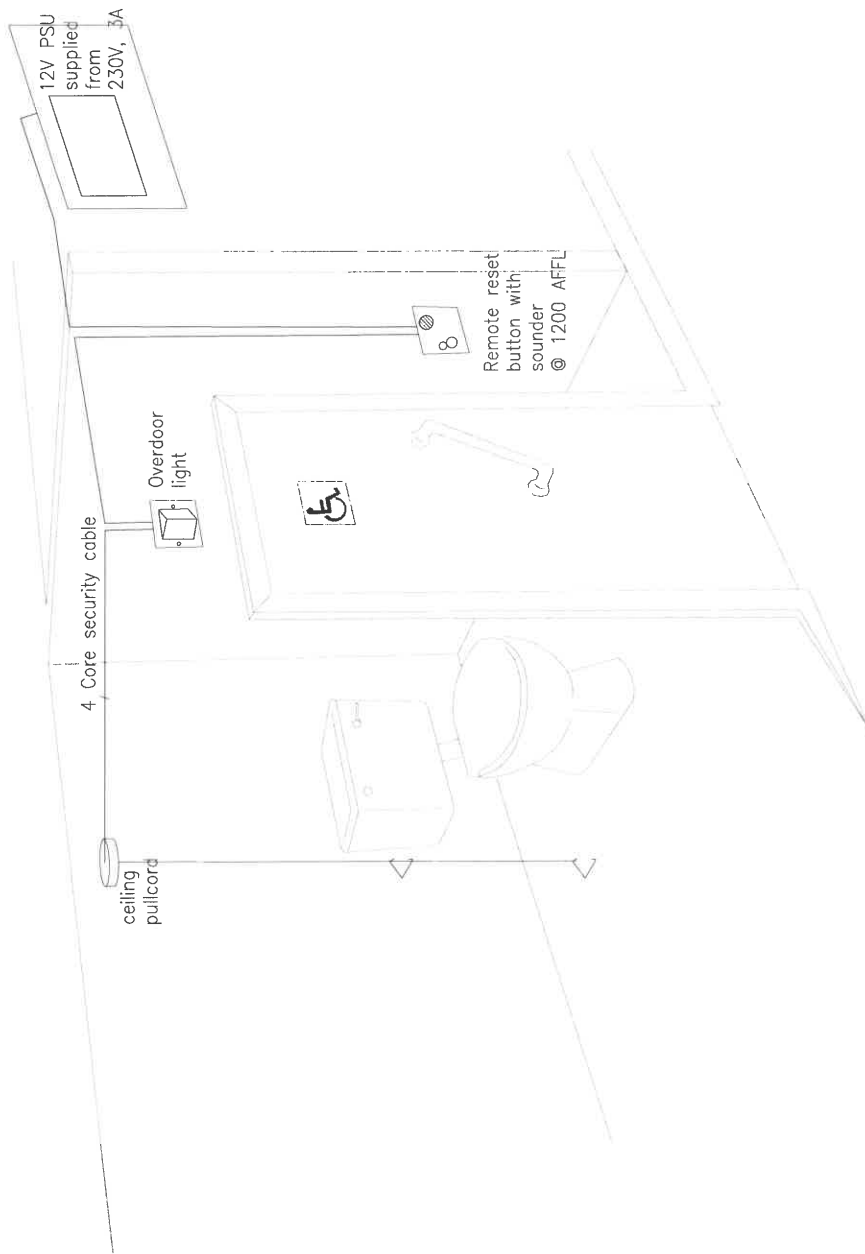 12V PSU
supplied
from
230V, 3A
4 Core security cable
Overdoor
light
ceiling
pullcord
Remote reset
button with
sounder
@ 1200 AFFL